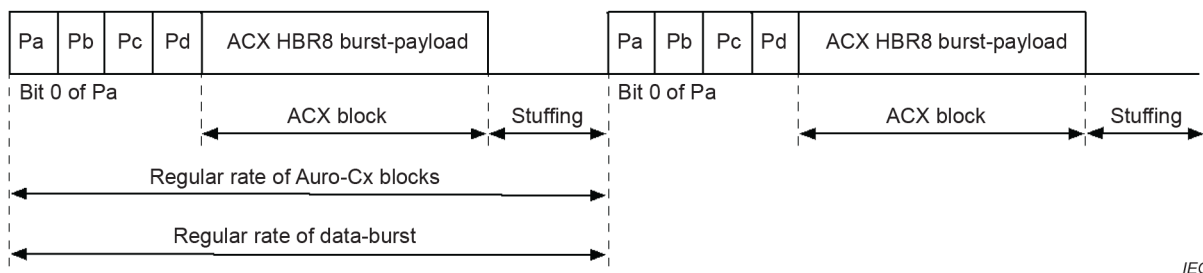 Pa Pb Pc Pd ACX HBR8 burst-payload Pa Pb Pc Pd ACX HBR8 burst-payload
Bit 0 of Pa Bit 0 of Pa
ACX block Stuffing ACX block Stuffing
Regular rate of Auro-Cx blocks
Regular rate of data-burst
IEC